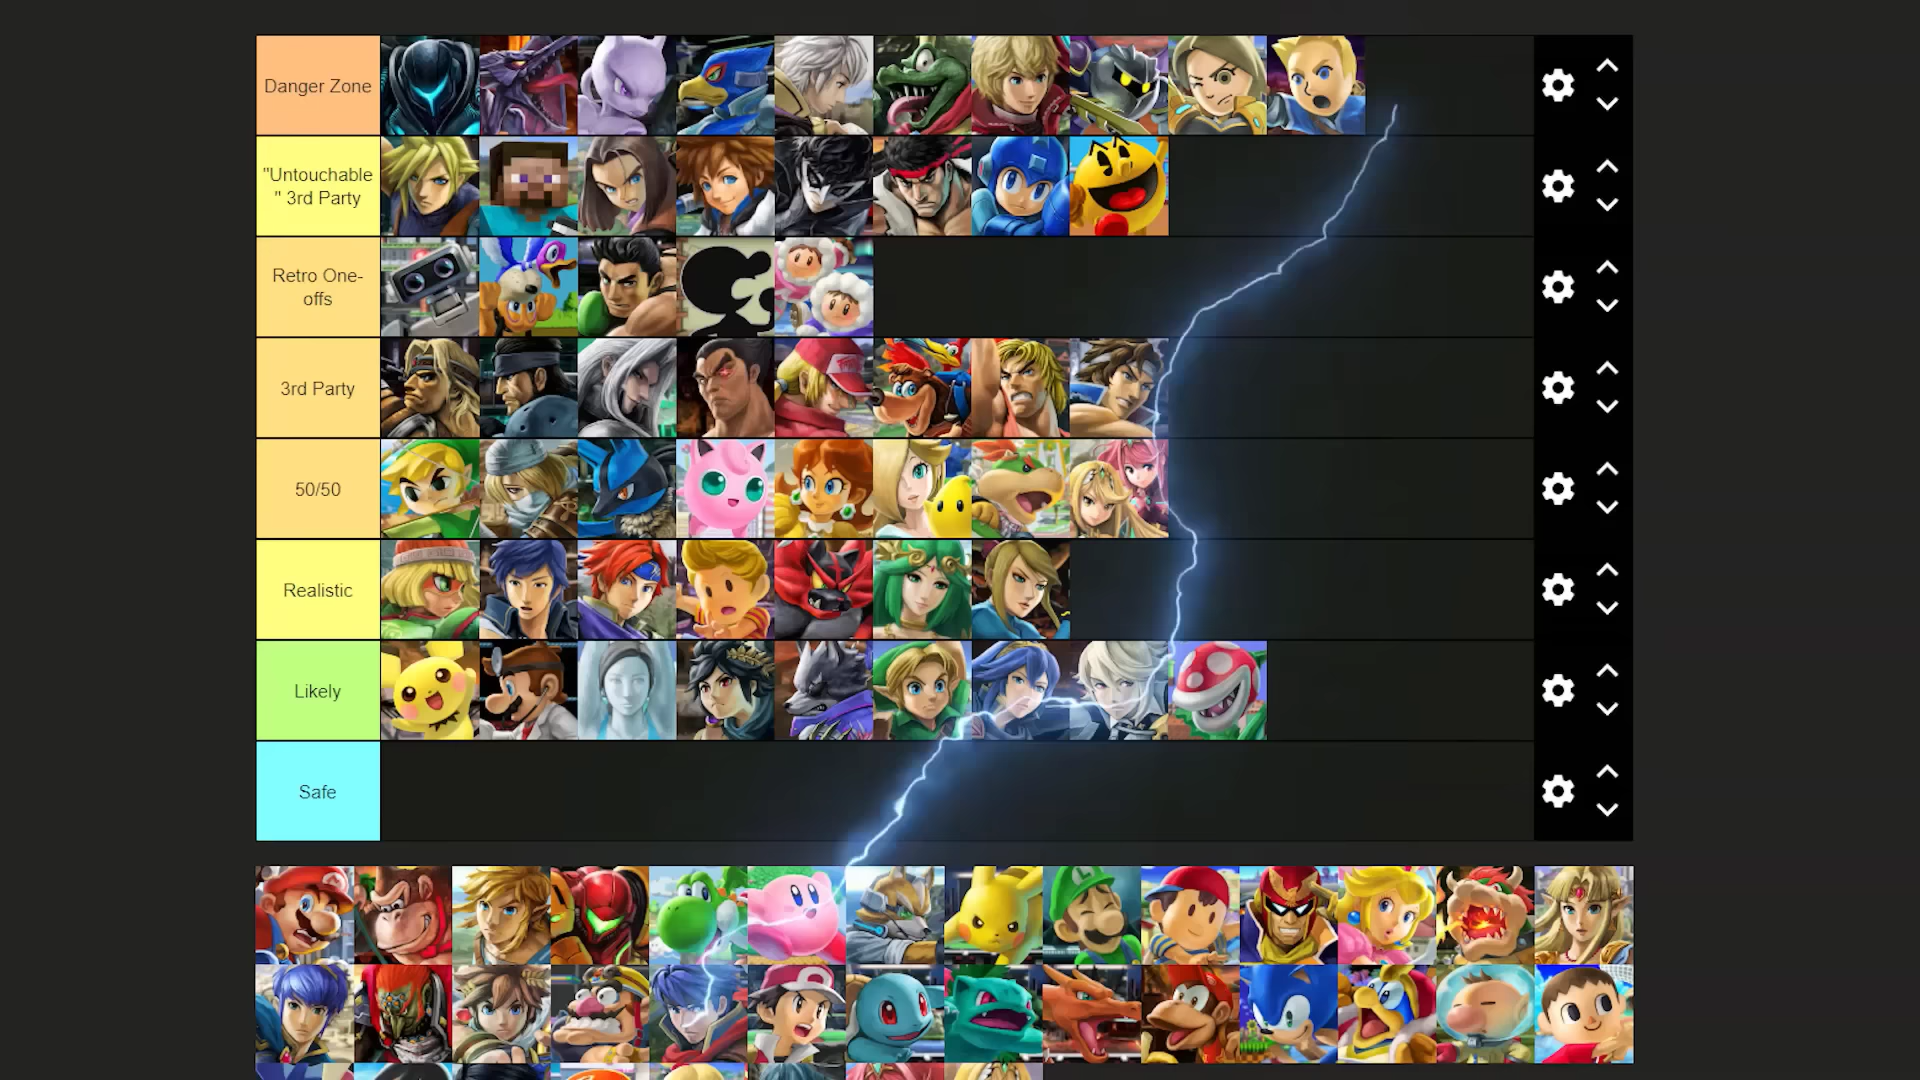 Danger Zone
"Untouchable
" 3rd Party
Retro One-
offs
3rd Party
50/50
Realistic
Likely
Safe